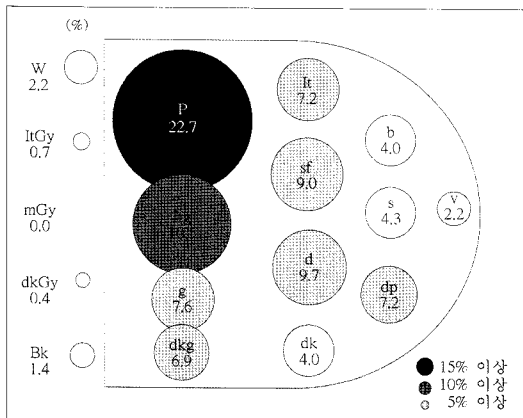 (%)
W
2.2
ltGy
0.7
mGy
0.0
dkGy
0.4
Bk
1.4
P
22.7
g
7.6
dkg
6.9
lt
7.2
sf
9.0
d
9.7
dk
4.0
b
4.0
s
4.3
dp
7.2
v
2.2
15% 이상
10% 이상
5% 이상